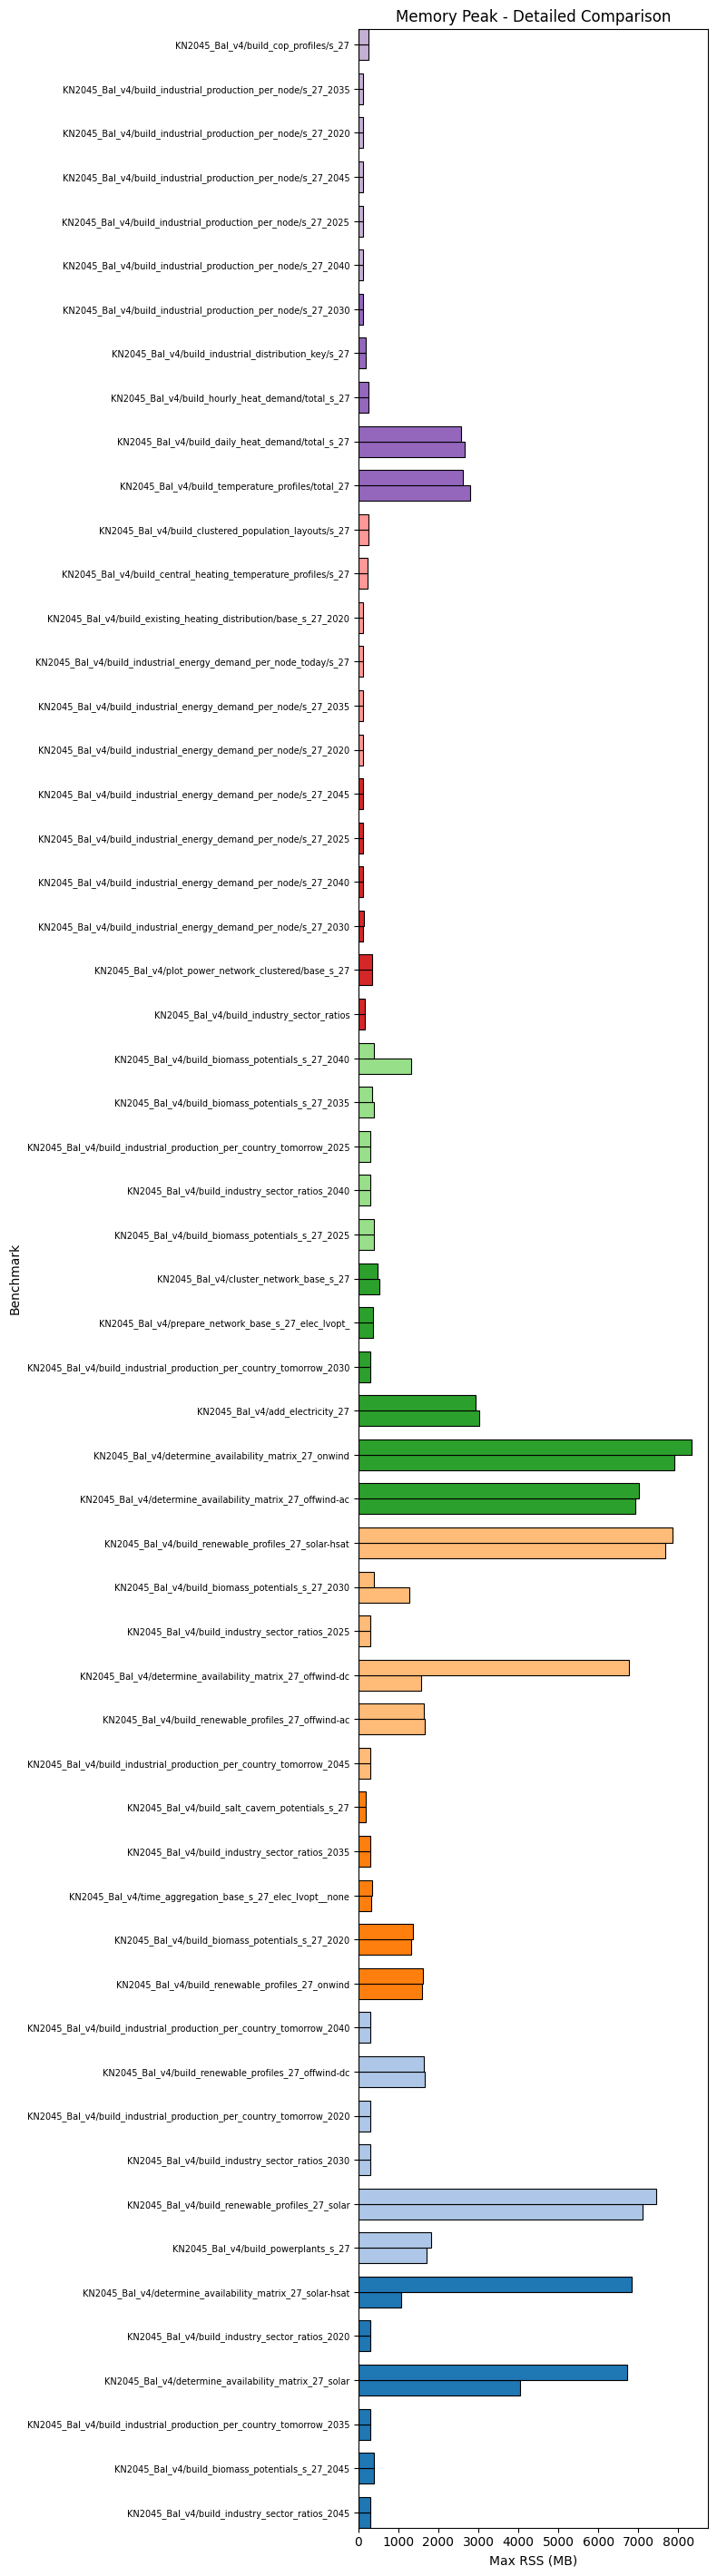 Memory Peak - Detailed Comparison
KN2045_Bal_v4/build_cop_profiles/s_27
KN2045_Bal_v4/build_industrial_production_per_node/s_27_2035
KN2045_Bal_v4/build_industrial_production_per_node/s_27_2020
KN2045_Bal_v4/build_industrial_production_per_node/s_27_2045
KN2045_Bal_v4/build_industrial_production_per_node/s_27_2025
KN2045_Bal_v4/build_industrial_production_per_node/s_27_2040
KN2045_Bal_v4/build_industrial_production_per_node/s_27_2030
KN2045_Bal_v4/build_industrial_distribution_key/s_27
KN2045_Bal_v4/build_hourly_heat_demand/total_s_27
KN2045_Bal_v4/build_daily_heat_demand/total_s_27
KN2045_Bal_v4/build_temperature_profiles/total_27
KN2045_Bal_v4/build_clustered_population_layouts/s_27
KN2045_Bal_v4/build_central_heating_temperature_profiles/s_27
KN2045_Bal_v4/build_existing_heating_distribution/base_s_27_2020
KN2045_Bal_v4/build_industrial_energy_demand_per_node_today/s_27
KN2045_Bal_v4/build_industrial_energy_demand_per_node/s_27_2035
KN2045_Bal_v4/build_industrial_energy_demand_per_node/s_27_2020
KN2045_Bal_v4/build_industrial_energy_demand_per_node/s_27_2045
KN2045_Bal_v4/build_industrial_energy_demand_per_node/s_27_2025
KN2045_Bal_v4/build_industrial_energy_demand_per_node/s_27_2040
KN2045_Bal_v4/build_industrial_energy_demand_per_node/s_27_2030
KN2045_Bal_v4/plot_power_network_clustered/base_s_27
KN2045_Bal_v4/build_industry_sector_ratios
KN2045_Bal_v4/build_biomass_potentials_s_27_2040
KN2045_Bal_v4/build_biomass_potentials_s_27_2035
KN2045_Bal_v4/build_industrial_production_per_country_tomorrow_2025
KN2045_Bal_v4/build_industry_sector_ratios_2040
KN2045_Bal_v4/build_biomass_potentials_s_27_2025
KN2045_Bal_v4/cluster_network_base_s_27
KN2045_Bal_v4/prepare_network_base_s_27_elec_lvopt_
KN2045_Bal_v4/build_industrial_production_per_country_tomorrow_2030
KN2045_Bal_v4/add_electricity_27
KN2045_Bal_v4/determine_availability_matrix_27_onwind
KN2045_Bal_v4/determine_availability_matrix_27_offwind-ac
KN2045_Bal_v4/build_renewable_profiles_27_solar-hsat
KN2045_Bal_v4/build_biomass_potentials_s_27_2030
KN2045_Bal_v4/build_industry_sector_ratios_2025
KN2045_Bal_v4/determine_availability_matrix_27_offwind-dc
KN2045_Bal_v4/build_renewable_profiles_27_offwind-ac
KN2045_Bal_v4/build_industrial_production_per_country_tomorrow_2045
KN2045_Bal_v4/build_salt_cavern_potentials_s_27
KN2045_Bal_v4/build_industry_sector_ratios_2035
KN2045_Bal_v4/time_aggregation_base_s_27_elec_lvopt__none
KN2045_Bal_v4/build_biomass_potentials_s_27_2020
KN2045_Bal_v4/build_renewable_profiles_27_onwind
KN2045_Bal_v4/build_industrial_production_per_country_tomorrow_2040
KN2045_Bal_v4/build_renewable_profiles_27_offwind-dc
KN2045_Bal_v4/build_industrial_production_per_country_tomorrow_2020
KN2045_Bal_v4/build_industry_sector_ratios_2030
KN2045_Bal_v4/build_renewable_profiles_27_solar
KN2045_Bal_v4/build_powerplants_s_27
KN2045_Bal_v4/determine_availability_matrix_27_solar-hsat
KN2045_Bal_v4/build_industry_sector_ratios_2020
KN2045_Bal_v4/determine_availability_matrix_27_solar
KN2045_Bal_v4/build_industrial_production_per_country_tomorrow_2035
KN2045_Bal_v4/build_biomass_potentials_s_27_2045
KN2045_Bal_v4/build_industry_sector_ratios_2045
Benchmark
0 1000 2000 3000 4000 5000 6000 7000 8000
Max RSS (MB)